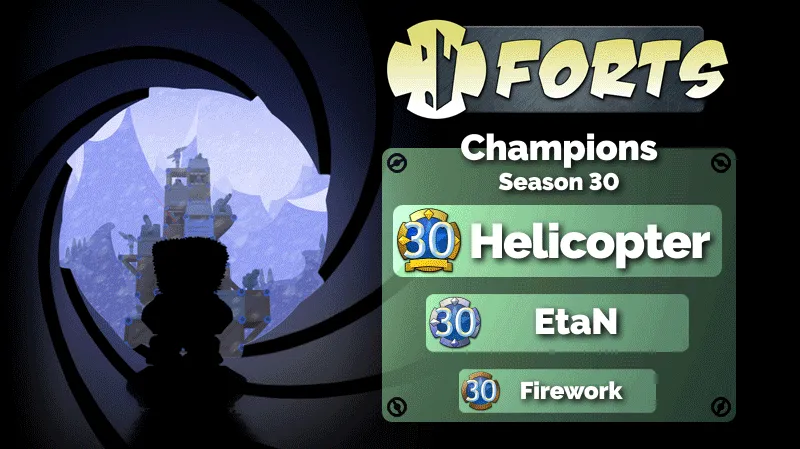 FORTS
Champions
Season 30
30 Helicopter
30 EtaN
30 Firework